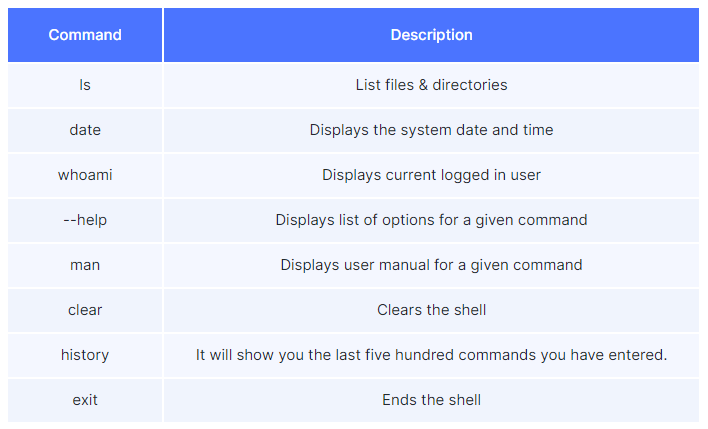 Command Description
ls List files & directories
date Displays the system date and time
whoami Displays current logged in user
--help Displays list of options for a given command
man Displays user manual for a given command
clear Clears the shell
history It will show you the last five hundred commands you have entered.
exit Ends the shell